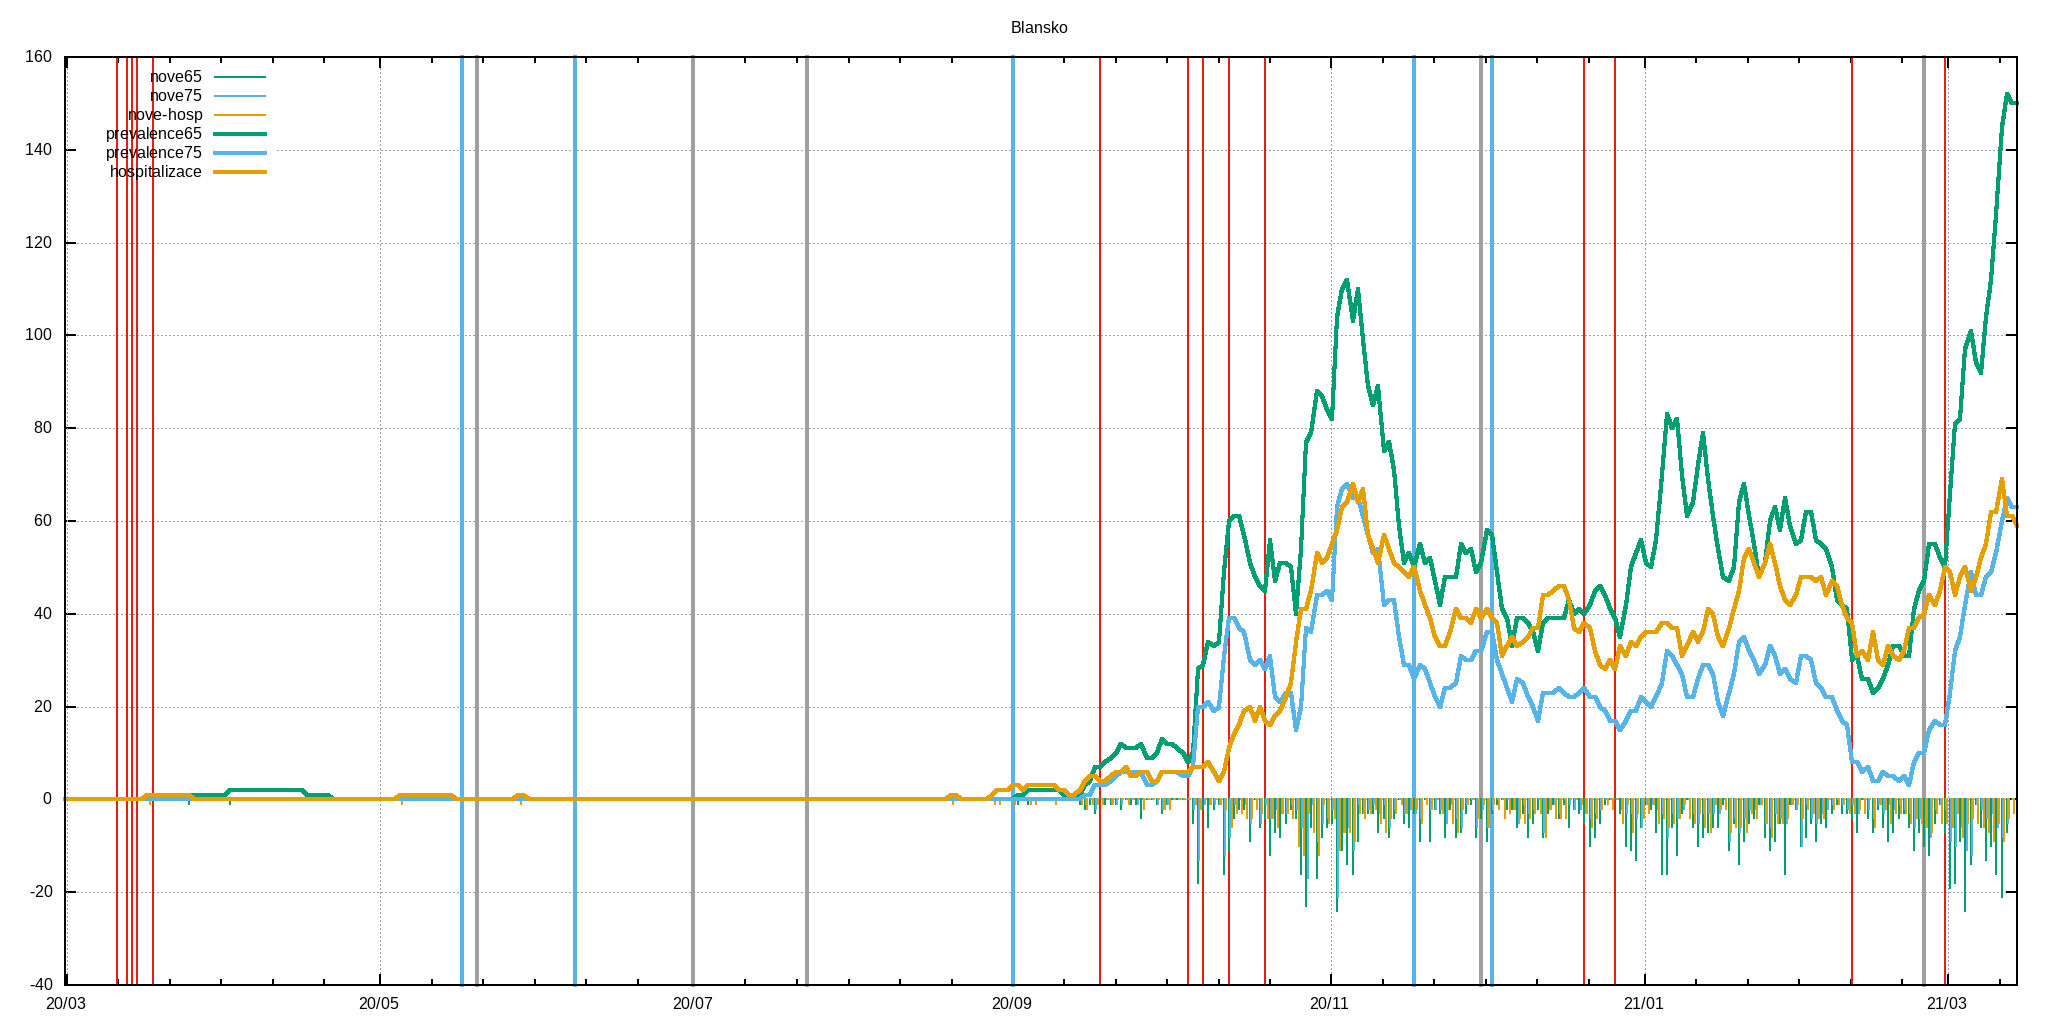 Blansko
160
140
120
100
80
60
40
20
0
-20
-40
nove65
nove75
nove-hosp
prevalence65
prevalence75
hospitalizace
20/03 20/05 20/07 20/09 20/11 21/01 21/03